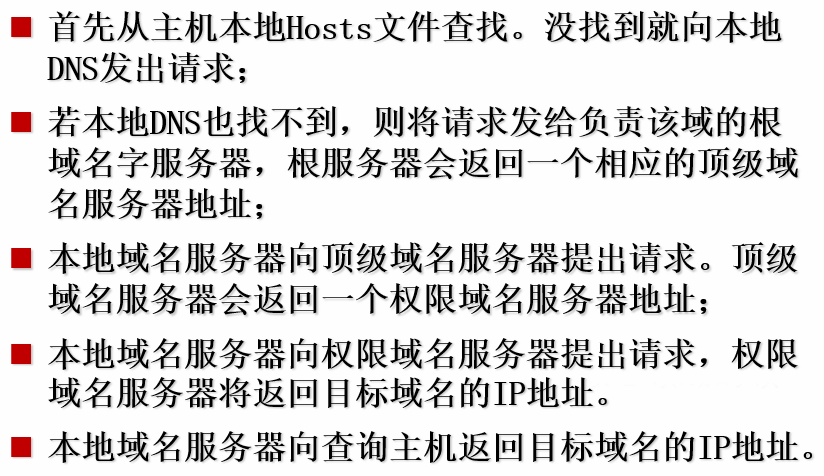 首先从主机本地Hosts文件查找。没找到就向本地
DNS发出请求；
若本地DNS也找不到，则将请求发给负责该域的根
域名字服务器，根服务器会返回一个相应的顶级域
名服务器地址；
本地域名服务器向顶级域名服务器提出请求。顶级
域名服务器会返回一个权限域名服务器地址；
本地域名服务器向权限域名服务器提出请求，权限
域名服务器将返回目标域名的IP地址。
本地域名服务器向查询主机返回目标域名的IP地址。